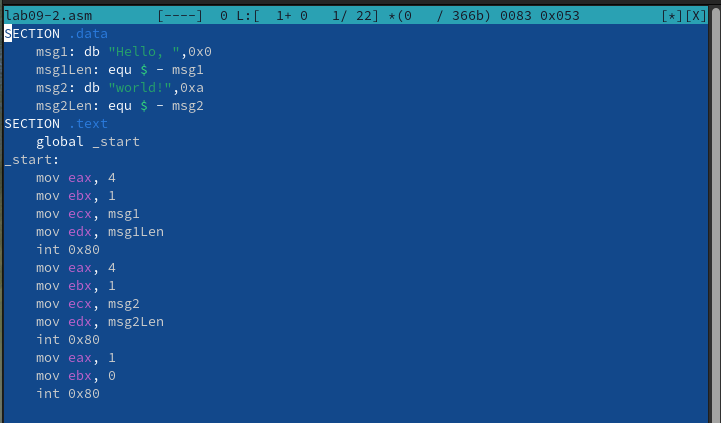 lab09-2.asm [----] 0 L:[ 1+ 0 1/ 22] *(0 / 366b) 0083 0x053 [*][X]
SECTION .data
msg1: db "Hello, ",0x0
msg1Len: equ $ - msg1
msg2: db "world!",0xa
msg2Len: equ $ - msg2
SECTION .text
global _start
_start:
mov eax, 4
mov ebx, 1
mov ecx, msg1
mov edx, msg1Len
int 0x80
mov eax, 4
mov ebx, 1
mov ecx, msg2
mov edx, msg2Len
int 0x80
mov eax, 1
mov ebx, 0
int 0x80